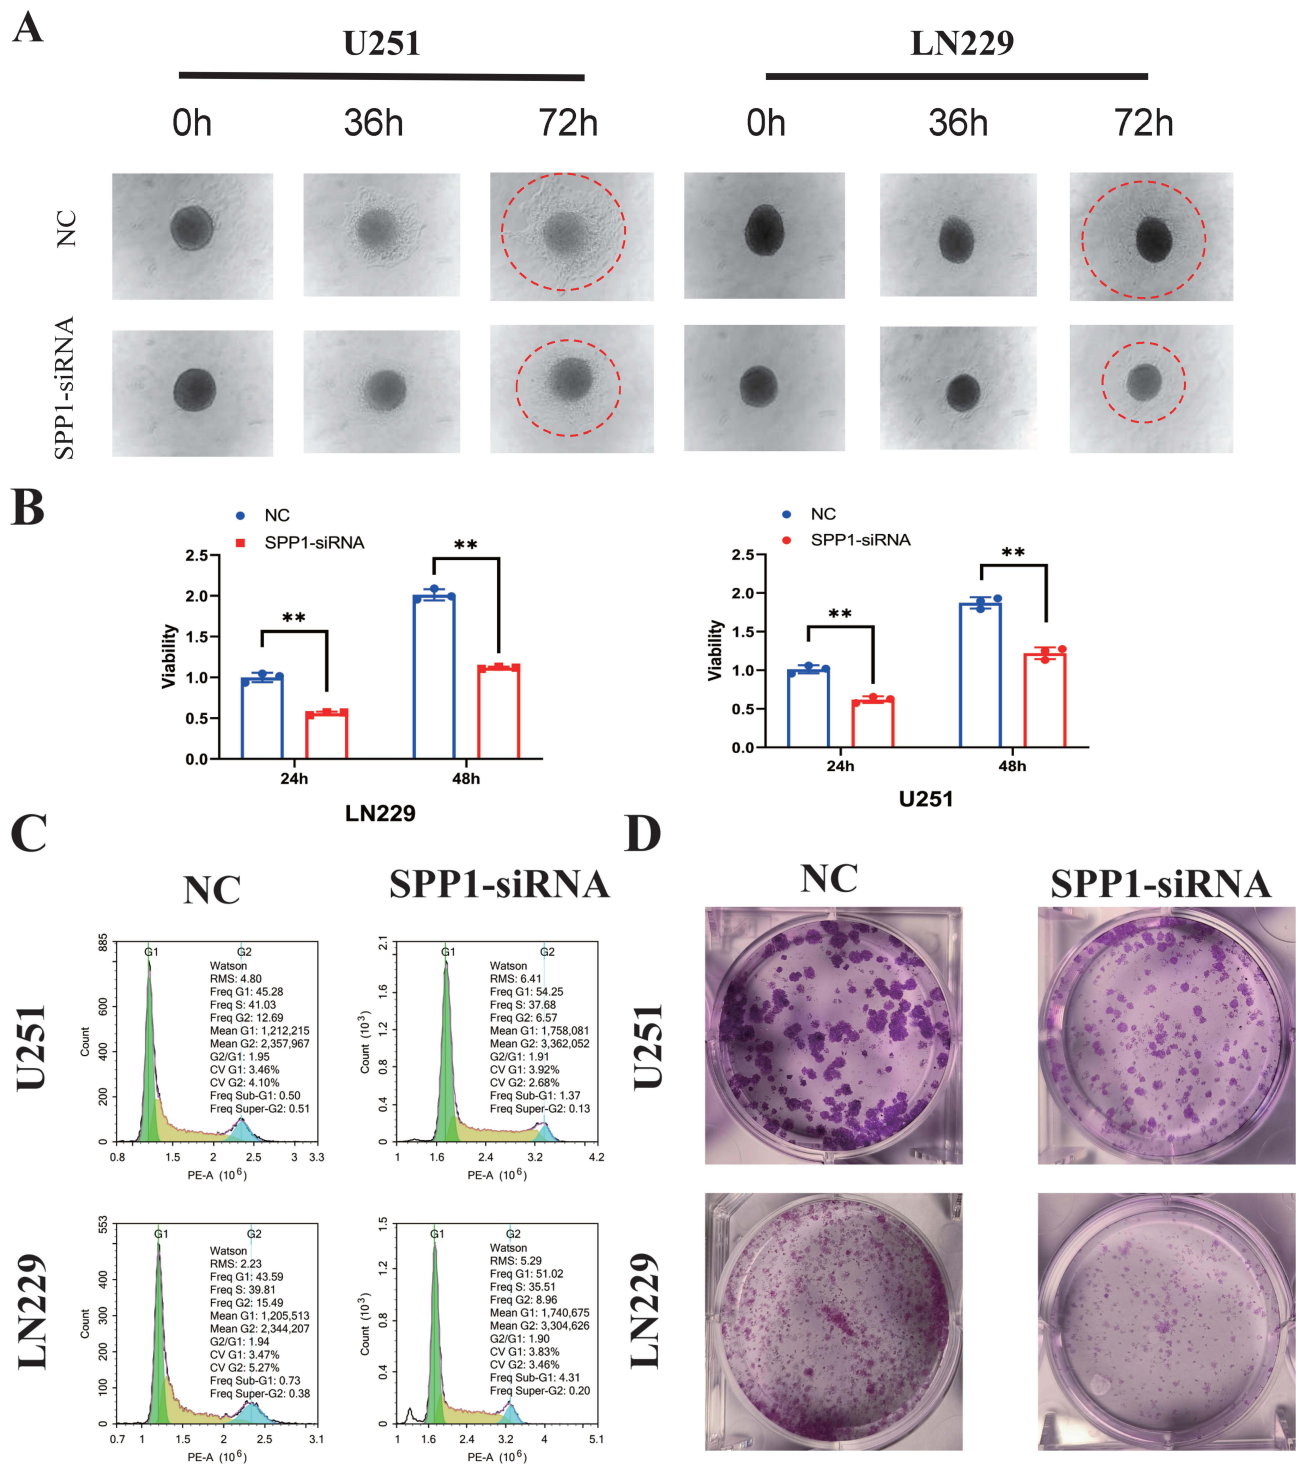 A
U251
LN229
0h 36h 72h 0h 36h 72h
NC
SPP1-siRNA
B
NC
SPP1-siRNA
2.5
2.0
1.5
1.0
0.5
0.0
Viability
**
**
24h 48h
LN229
NC
SPP1-siRNA
2.5
2.0
1.5
1.0
0.5
0.0
Viability
**
**
24h 48h
U251
C
NC SPP1-siRNA
U251
LN229
885
600
400
200
0
Count
G1 G2
Watson
RMS: 4.80
Freq G1: 45.28
Freq S: 41.03
Freq G2: 12.69
Mean G1: 1,212,215
Mean G2: 2,357,967
G2/G1: 1.95
CV G1: 3.46%
CV G2: 4.10%
Freq Sub-G1: 0.50
Freq Super-G2: 0.51
0.8 1.5 2 2.5 3 3.3
PE-A (10^6)
2.1
1.6
1.2
0.8
0.4
0
Count (10^3)
G1 G2
Watson
RMS: 6.41
Freq G1: 54.25
Freq S: 37.68
Freq G2: 6.57
Mean G1: 1,758,081
Mean G2: 3,362,052
G2/G1: 1.91
CV G1: 3.92%
CV G2: 2.68%
Freq Sub-G1: 1.37
Freq Super-G2: 0.13
1 1.6 2.4 3.2 4.2
PE-A (10^6)
553
400
300
200
100
0
Count
G1 G2
Watson
RMS: 2.23
Freq G1: 43.59
Freq S: 39.81
Freq G2: 15.49
Mean G1: 1,205,513
Mean G2: 2,344,207
G2/G1: 1.94
CV G1: 3.47%
CV G2: 5.27%
Freq Sub-G1: 0.73
Freq Super-G2: 0.38
0.7 1 1.5 2 2.5 3.1
PE-A (10^6)
1.5
1.2
0.8
0.4
0
Count (10^3)
G1 G2
Watson
RMS: 5.29
Freq G1: 51.02
Freq S: 35.51
Freq G2: 8.96
Mean G1: 1,740,675
Mean G2: 3,304,626
G2/G1: 1.90
CV G1: 3.83%
CV G2: 3.46%
Freq Sub-G1: 4.31
Freq Super-G2: 0.20
1 1.6 2.4 3.2 4 5.1
PE-A (10^6)
D
NC SPP1-siRNA
U251
LN229